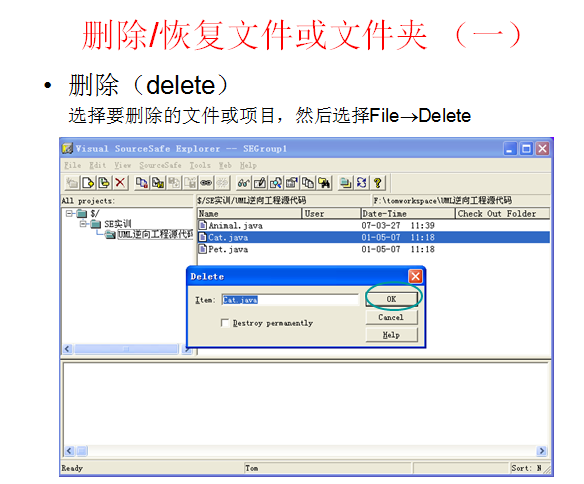 删除/恢复文件或文件夹 （一）
• 删除（delete）
选择要删除的文件或项目，然后选择File→Delete
Visual SourceSafe Explorer -- SEGroup1
File Edit View SourceSafe Tools Web Help
All projects:
$/SE实训/UML逆向工程源代码 F:\tomworkspace\UML逆向工程源代码
Name User Date-Time Check Out Folder
$/
SE实训
UML逆向工程源代码
Animal.java 07-03-27 11:39
Cat.java 01-05-07 11:18
Pet.java 01-05-07 11:18
Delete
Item: Cat.java
OK
Cancel
Destroy permanently
Help
Ready Tom Sort: N